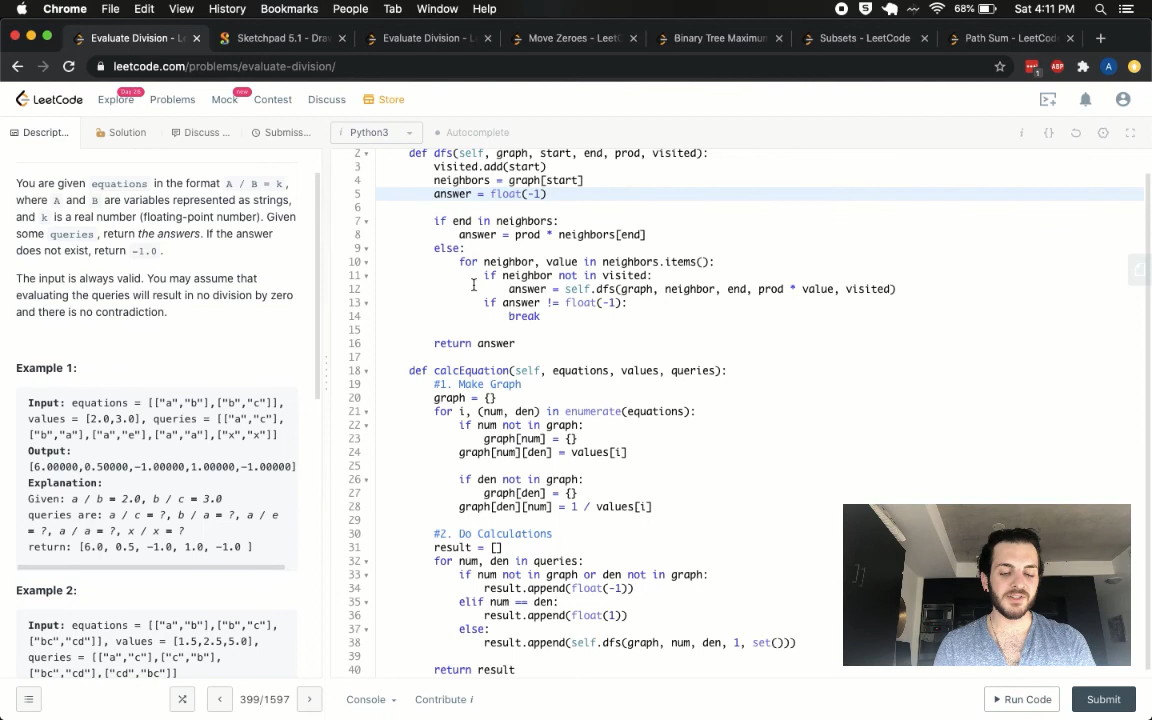 Chrome File Edit View History Bookmarks People Tab Window Help
68% Sat 4:11 PM
Evaluate Division - L
Sketchpad 5.1 - Dra
Evaluate Division - L
Move Zeroes - LeetC
Binary Tree Maximum
Subsets - LeetCode
Path Sum - LeetCod
leetcode.com/problems/evaluate-division/
1
A
LeetCode
Explore
Day 28
Problems
Mock
new
Contest
Discuss
Store
Descript...
Solution
Discuss ...
Submiss...
i Python3
Autocomplete
You are given equations in the format A / B = k,
where A and B are variables represented as strings,
and k is a real number (floating-point number). Given
some queries, return the answers. If the answer
does not exist, return -1.0.
The input is always valid. You may assume that
evaluating the queries will result in no division by zero
and there is no contradiction.
Example 1:
Input: equations = [["a","b"],["b","c"]],
values = [2.0,3.0], queries = [["a","c"],
["b","a"],["a","e"],["a","a"],["x","x"]]
Output:
[6.00000,0.50000,-1.00000,1.00000,-1.00000]
Explanation:
Given: a / b = 2.0, b / c = 3.0
queries are: a / c = ?, b / a = ?, a / e
= ?, a / a = ?, x / x = ?
return: [6.0, 0.5, -1.0, 1.0, -1.0 ]
Example 2:
Input: equations = [["a","b"],["b","c"],
["bc","cd"]], values = [1.5,2.5,5.0],
queries = [["a","c"],["c","b"],
["bc","cd"],["cd","bc"]]
2 def dfs(self, graph, start, end, prod, visited):
3 visited.add(start)
4 neighbors = graph[start]
5 answer = float(-1)
6
7 if end in neighbors:
8 answer = prod * neighbors[end]
9 else:
10 for neighbor, value in neighbors.items():
11 if neighbor not in visited:
12 answer = self.dfs(graph, neighbor, end, prod * value, visited)
13 if answer != float(-1):
14 break
15
16 return answer
17
18 def calcEquation(self, equations, values, queries):
19 #1. Make Graph
20 graph = {}
21 for i, (num, den) in enumerate(equations):
22 if num not in graph:
23 graph[num] = {}
24 graph[num][den] = values[i]
25
26 if den not in graph:
27 graph[den] = {}
28 graph[den][num] = 1 / values[i]
29
30 #2. Do Calculations
31 result = []
32 for num, den in queries:
33 if num not in graph or den not in graph:
34 result.append(float(-1))
35 elif num == den:
36 result.append(float(1))
37 else:
38 result.append(self.dfs(graph, num, den, 1, set()))
39
40 return result
399/1597
Console
Contribute i
Run Code
Submit